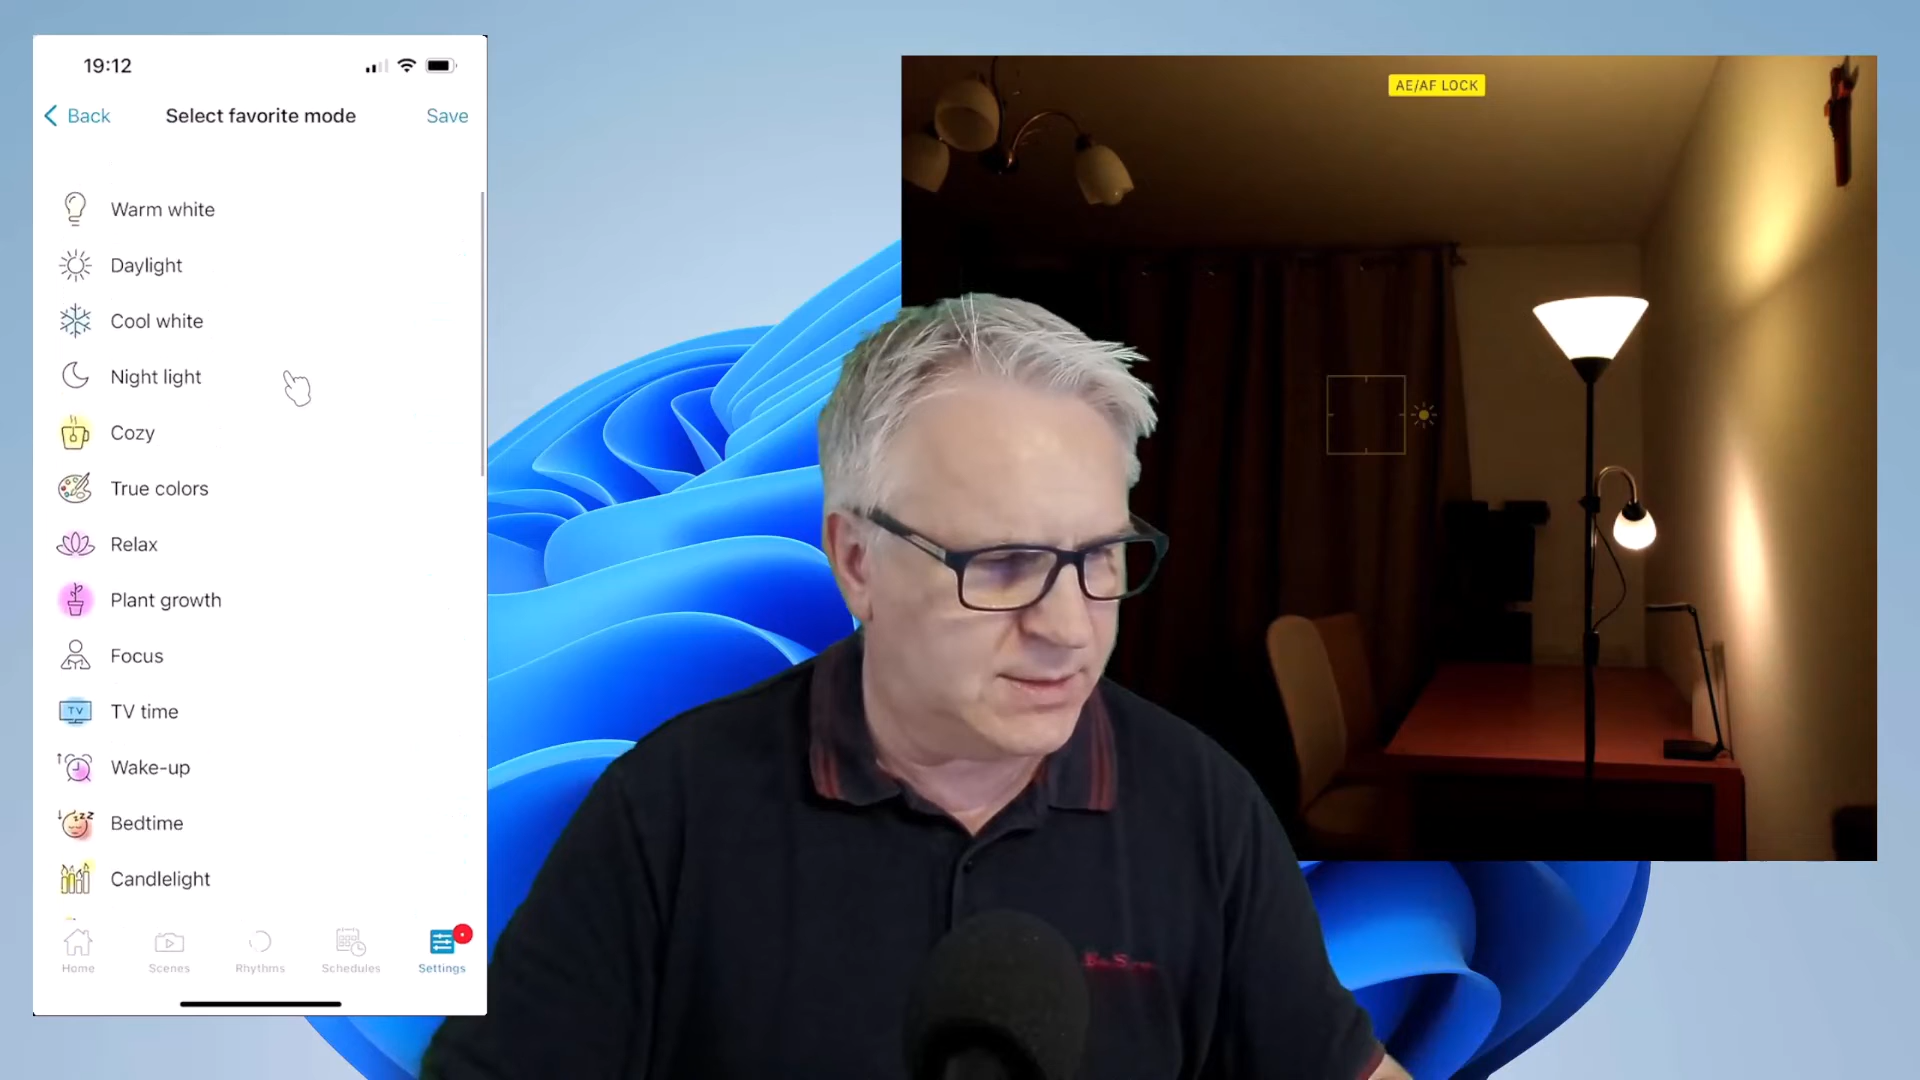 19:12
Back
Select favorite mode
Save
Warm white
Daylight
Cool white
Night light
Cozy
True colors
Relax
Plant growth
Focus
TV
TV time
Wake-up
zzz
Bedtime
Candlelight
Home
Scenes
Rhythms
Schedules
Settings
AE/AF LOCK